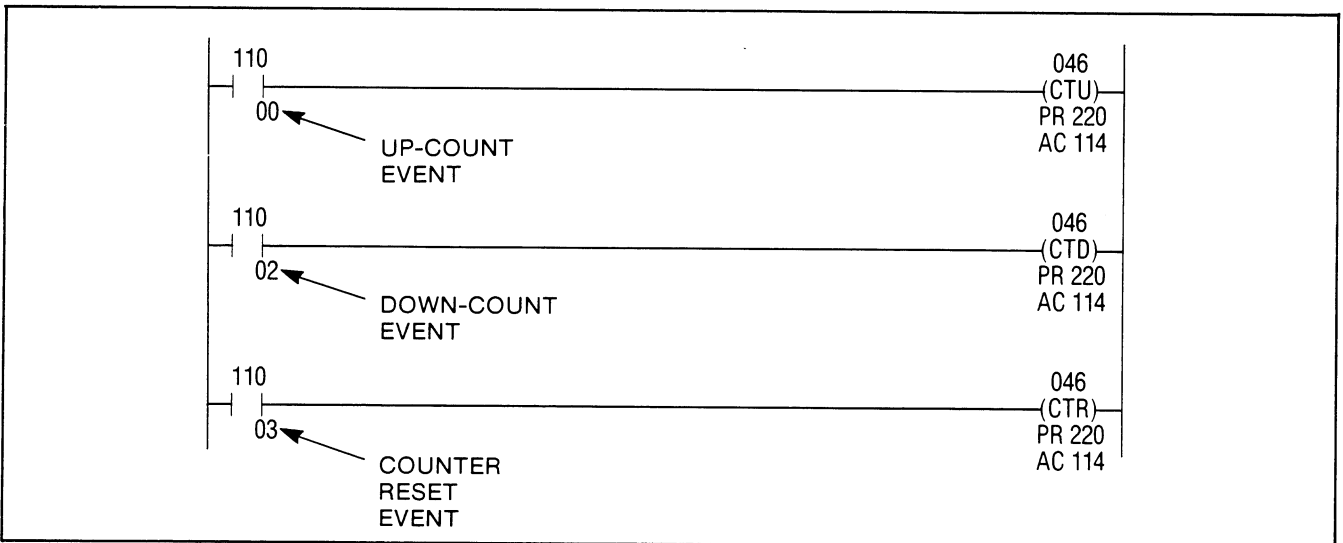 110
046
(CTU)
00
PR 220
AC 114
UP-COUNT
EVENT
110
046
(CTD)
02
PR 220
AC 114
DOWN-COUNT
EVENT
110
046
(CTR)
03
PR 220
AC 114
COUNTER
RESET
EVENT